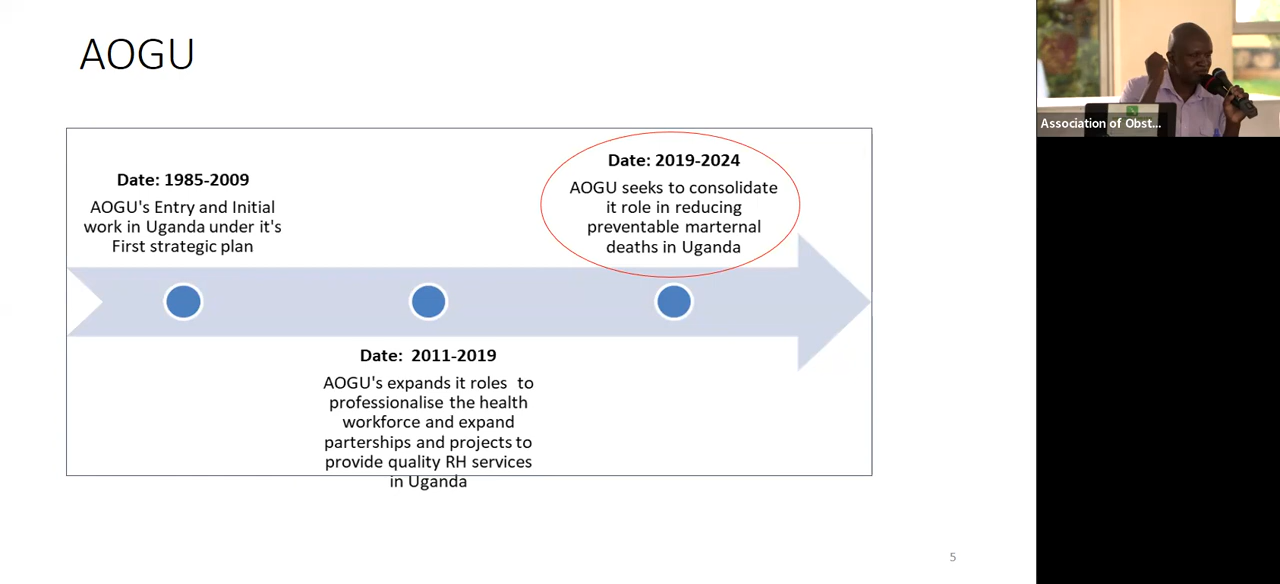 AOGU
Date: 1985-2009
AOGU's Entry and Initial
work in Uganda under it's
First strategic plan
Date: 2011-2019
AOGU's expands it roles to
professionalise the health
workforce and expand
parterships and projects to
provide quality RH services
in Uganda
Date: 2019-2024
AOGU seeks to consolidate
it role in reducing
preventable marternal
deaths in Uganda
5
Association of Obst...